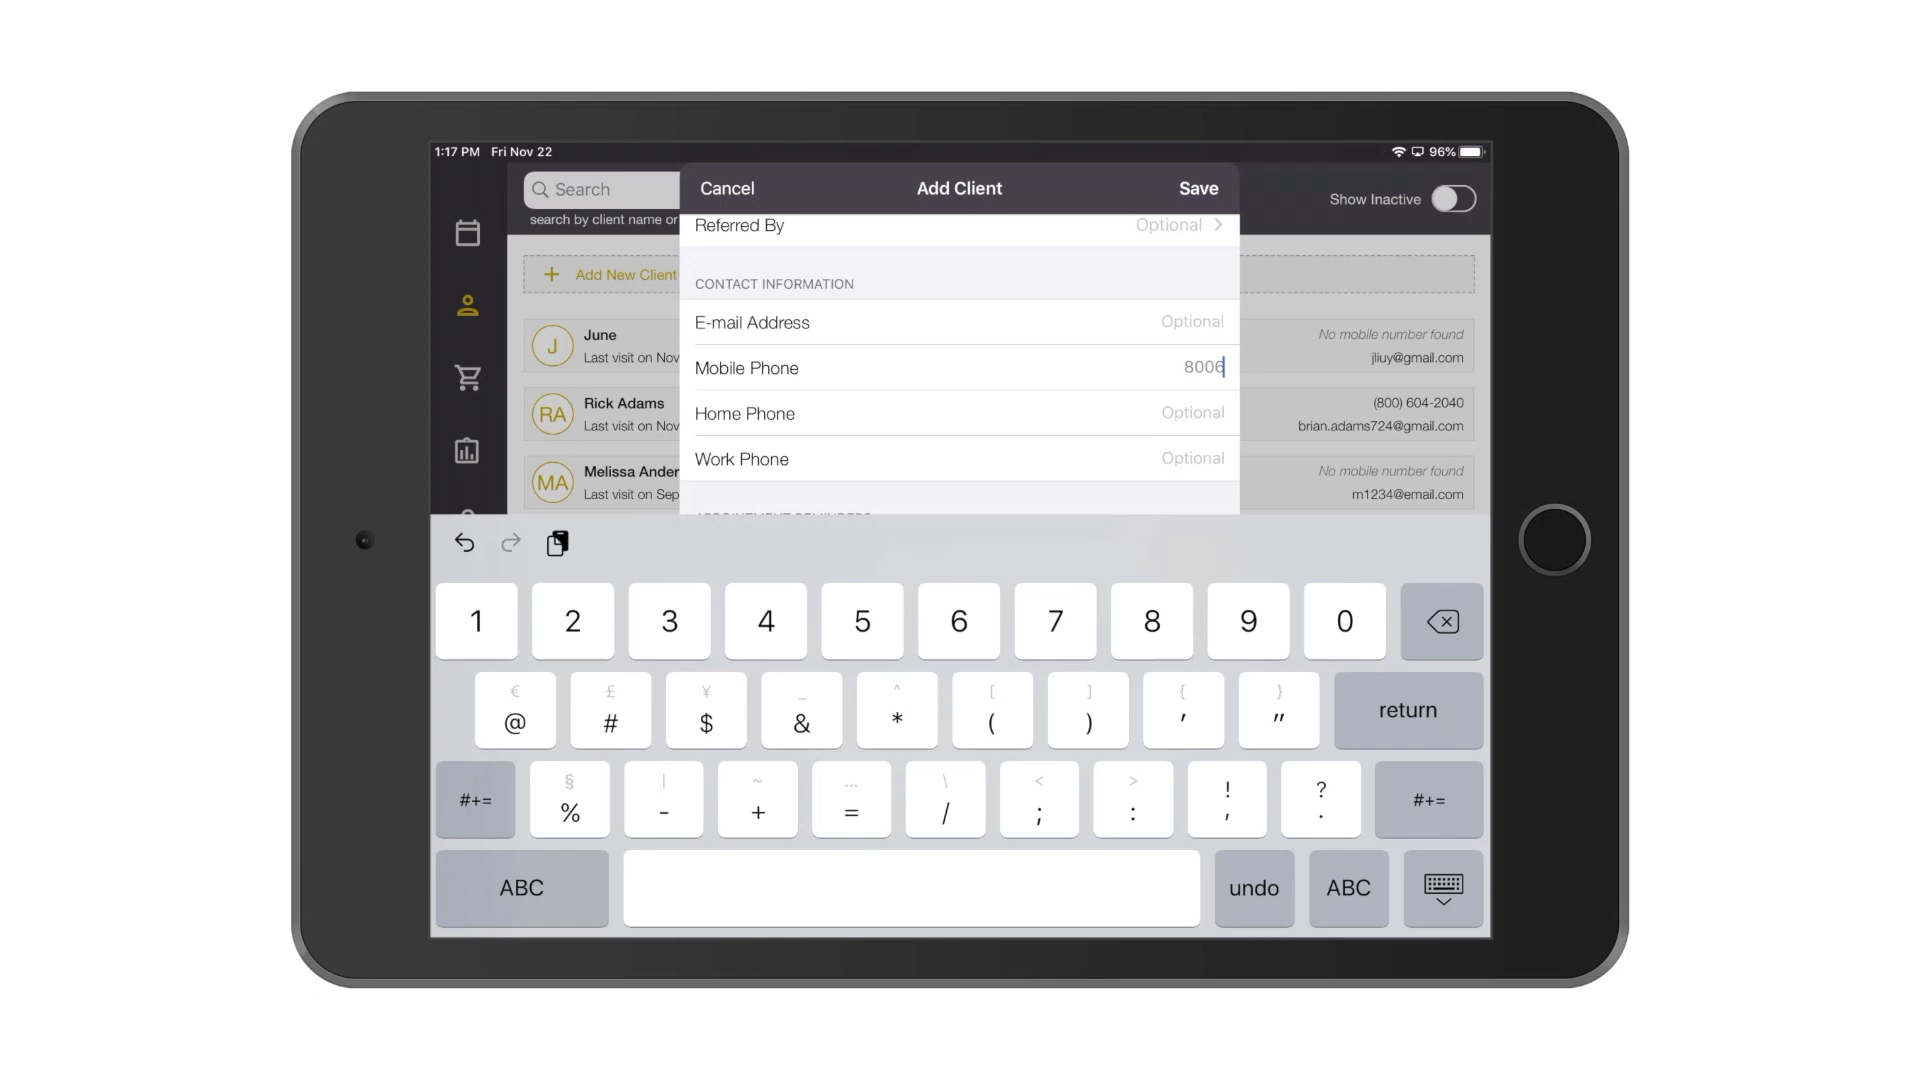 1:17 PM Fri Nov 22
96%
Search
search by client name or
Cancel
Add Client
Save
Show Inactive
Referred By
Optional
Add New Client
CONTACT INFORMATION
E-mail Address
Optional
Mobile Phone
8006
Home Phone
Optional
Work Phone
Optional
APPOINTMENT REMINDERS
J
June
Last visit on Nov
No mobile number found
jliuy@gmail.com
RA
Rick Adams
Last visit on Nov
(800) 604-2040
brian.adams724@gmail.com
MA
Melissa Ander
Last visit on Sep
No mobile number found
m1234@email.com
1 2 3 4 5 6 7 8 9 0
€ £ ¥ _ ^ [ ] { }
@ # $ & * ( ) ' "
return
§ | ~ … \ < > ! ?
#+= % - + = / ; : , . #+=
ABC
undo
ABC